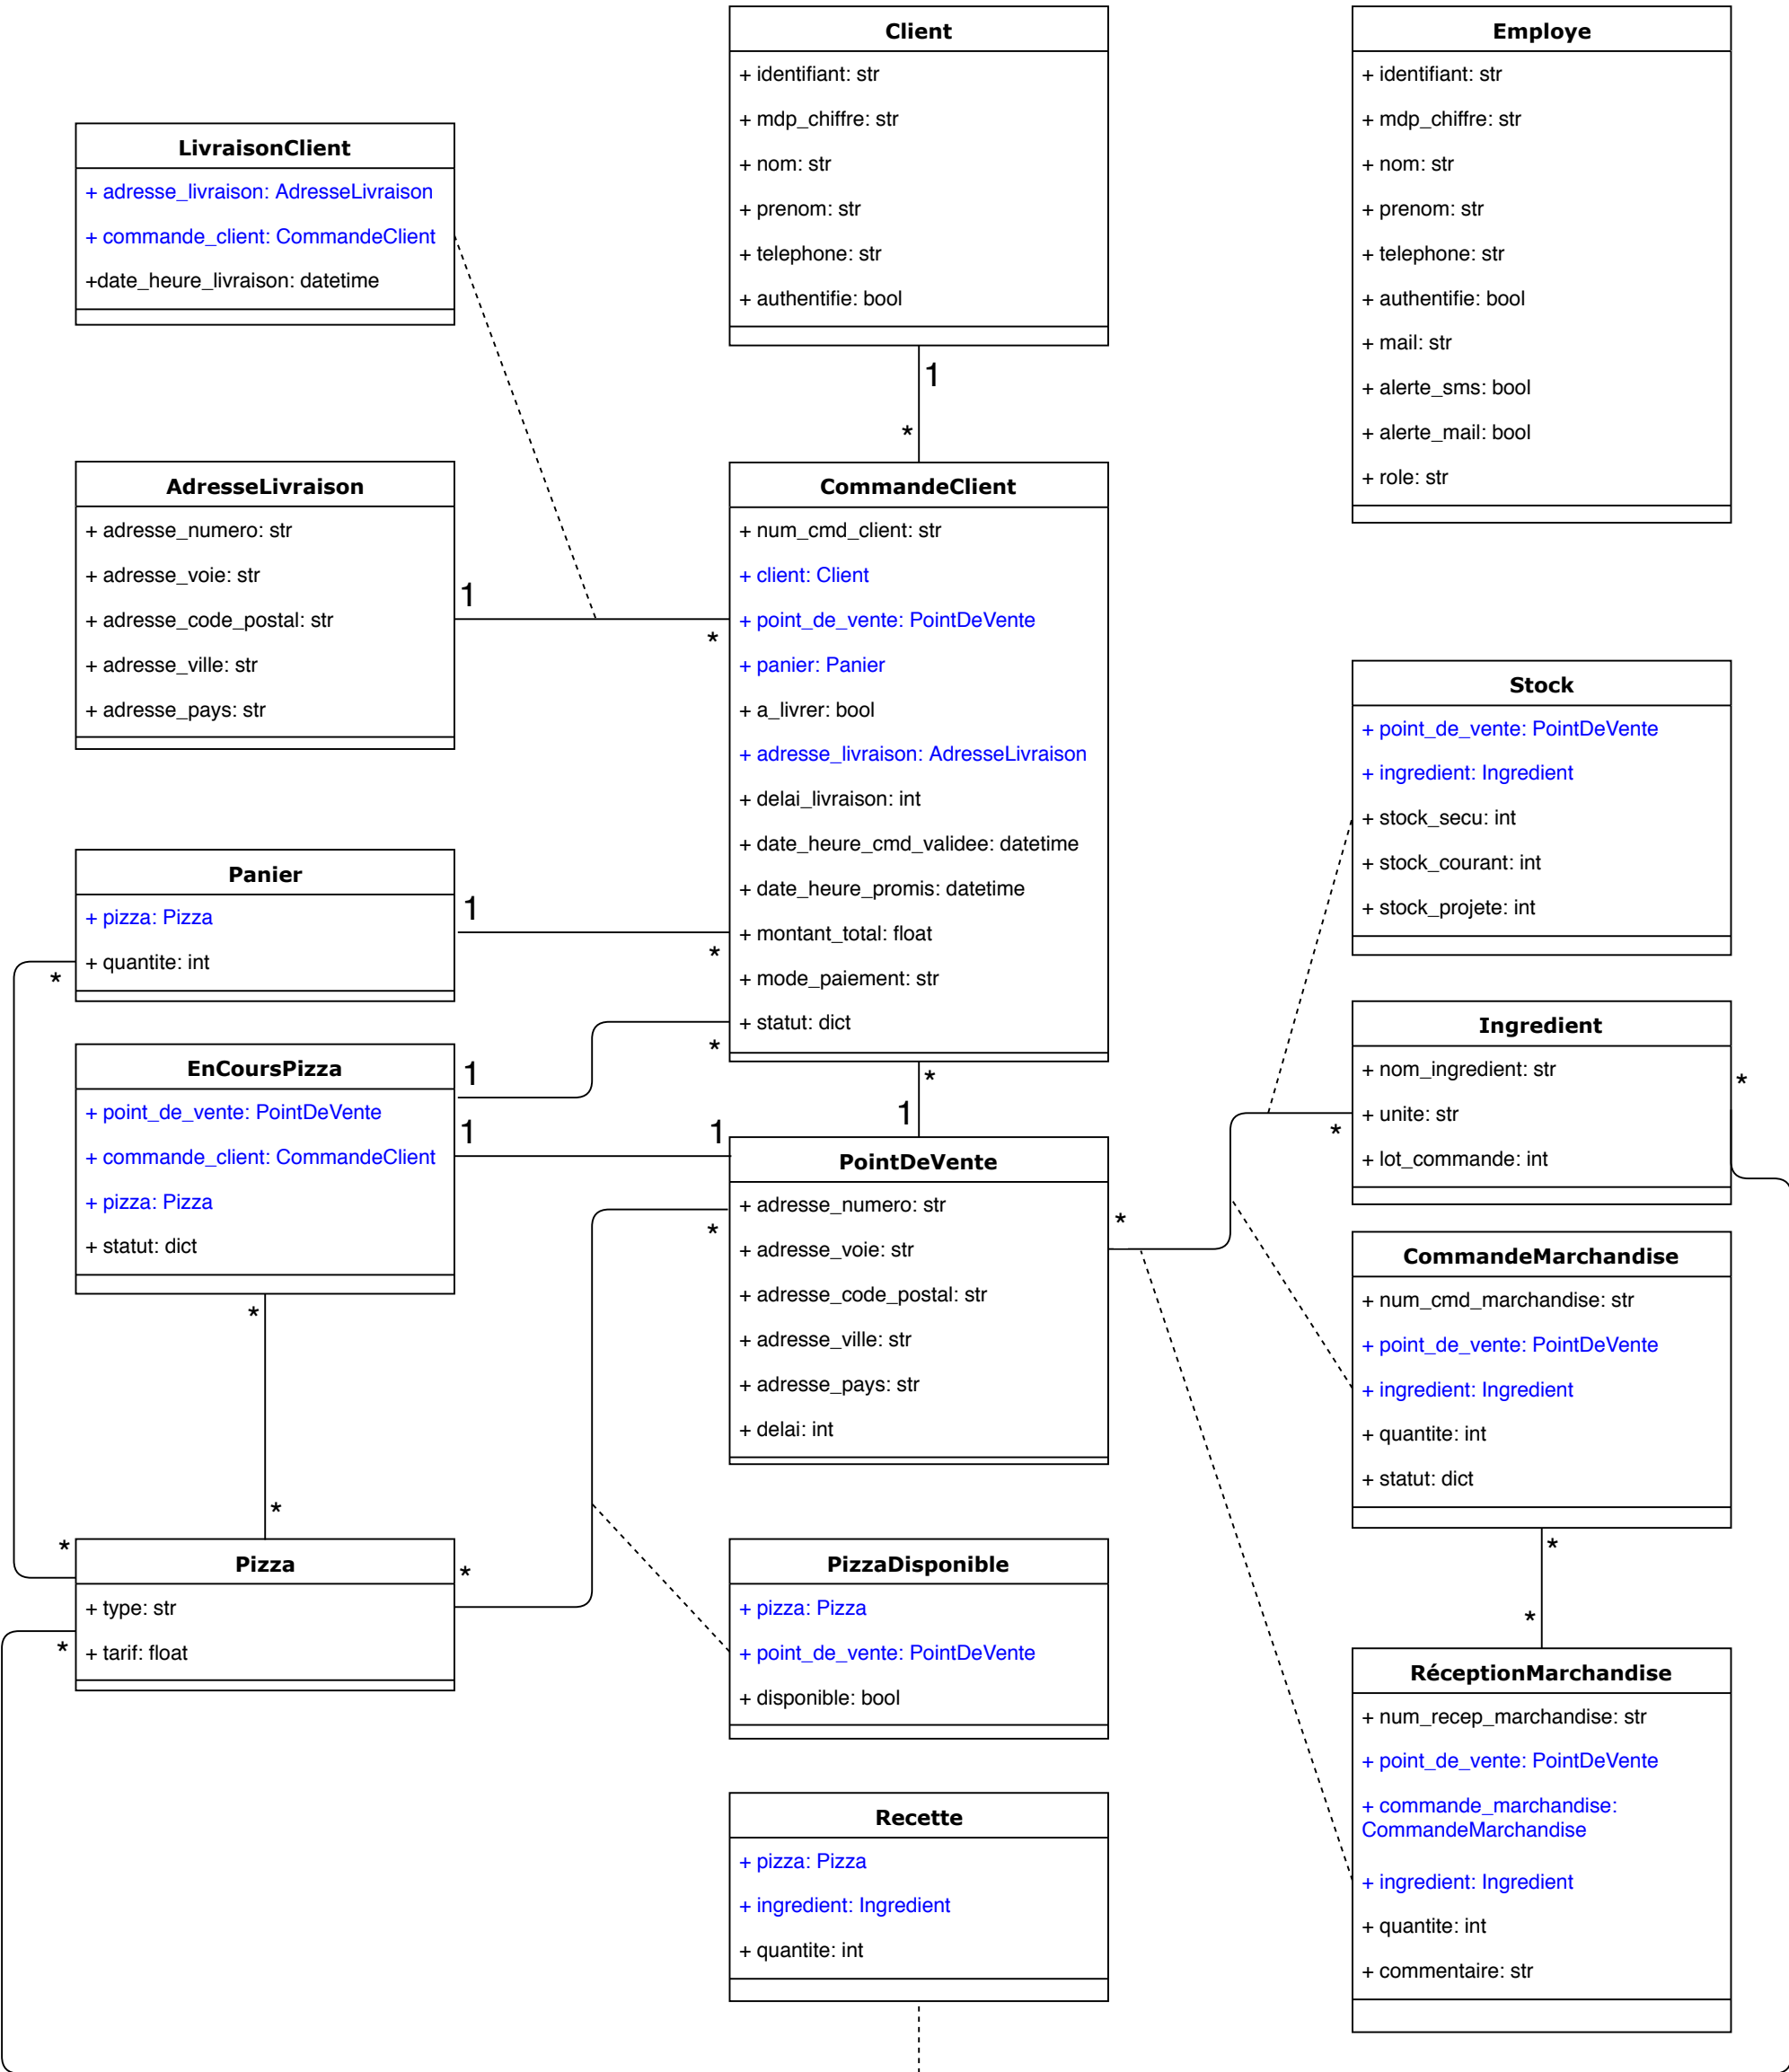 Client
+ identifiant: str
+ mdp_chiffre: str
+ nom: str
+ prenom: str
+ telephone: str
+ authentifie: bool
1
*
Employe
+ identifiant: str
+ mdp_chiffre: str
+ nom: str
+ prenom: str
+ telephone: str
+ authentifie: bool
+ mail: str
+ alerte_sms: bool
+ alerte_mail: bool
+ role: str
LivraisonClient
+ adresse_livraison: AdresseLivraison
+ commande_client: CommandeClient
+date_heure_livraison: datetime
AdresseLivraison
+ adresse_numero: str
+ adresse_voie: str
+ adresse_code_postal: str
+ adresse_ville: str
+ adresse_pays: str
1
*
CommandeClient
+ num_cmd_client: str
+ client: Client
+ point_de_vente: PointDeVente
+ panier: Panier
+ a_livrer: bool
+ adresse_livraison: AdresseLivraison
+ delai_livraison: int
+ date_heure_cmd_validee: datetime
+ date_heure_promis: datetime
+ montant_total: float
+ mode_paiement: str
+ statut: dict
Stock
+ point_de_vente: PointDeVente
+ ingredient: Ingredient
+ stock_secu: int
+ stock_courant: int
+ stock_projete: int
Panier
+ pizza: Pizza
+ quantite: int
1
*
*
EnCoursPizza
+ point_de_vente: PointDeVente
+ commande_client: CommandeClient
+ pizza: Pizza
+ statut: dict
1
*
1
1
*
1
*
*
Ingredient
+ nom_ingredient: str
+ unite: str
+ lot_commande: int
*
*
PointDeVente
+ adresse_numero: str
+ adresse_voie: str
+ adresse_code_postal: str
+ adresse_ville: str
+ adresse_pays: str
+ delai: int
*
*
CommandeMarchandise
+ num_cmd_marchandise: str
+ point_de_vente: PointDeVente
+ ingredient: Ingredient
+ quantite: int
+ statut: dict
*
*
Pizza
+ type: str
+ tarif: float
*
*
*
PizzaDisponible
+ pizza: Pizza
+ point_de_vente: PointDeVente
+ disponible: bool
RéceptionMarchandise
+ num_recep_marchandise: str
+ point_de_vente: PointDeVente
+ commande_marchandise:
CommandeMarchandise
+ ingredient: Ingredient
+ quantite: int
+ commentaire: str
Recette
+ pizza: Pizza
+ ingredient: Ingredient
+ quantite: int